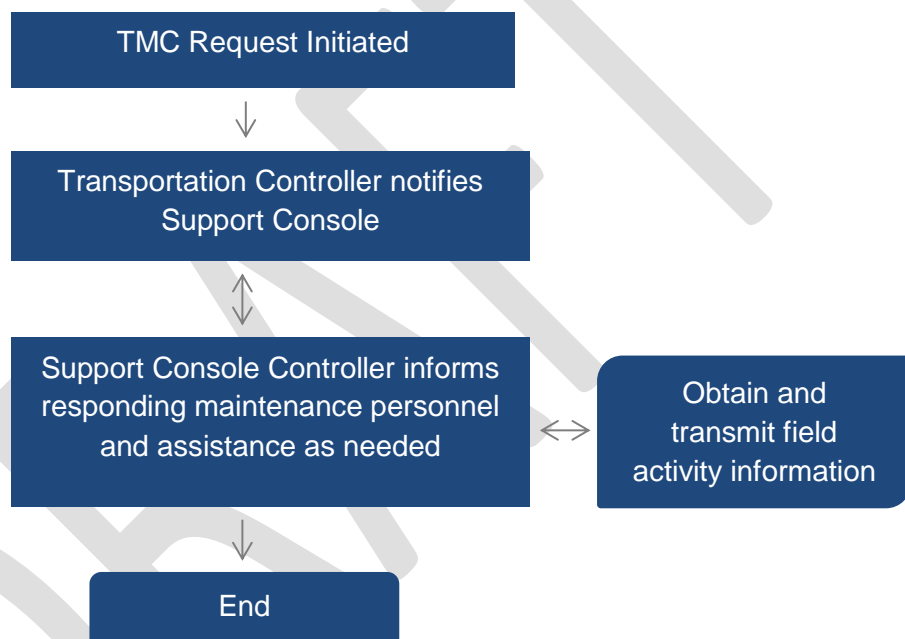 TMC Request Initiated
Transportation Controller notifies
Support Console
Support Console Controller informs
responding maintenance personnel
and assistance as needed
Obtain and
transmit field
activity information
End